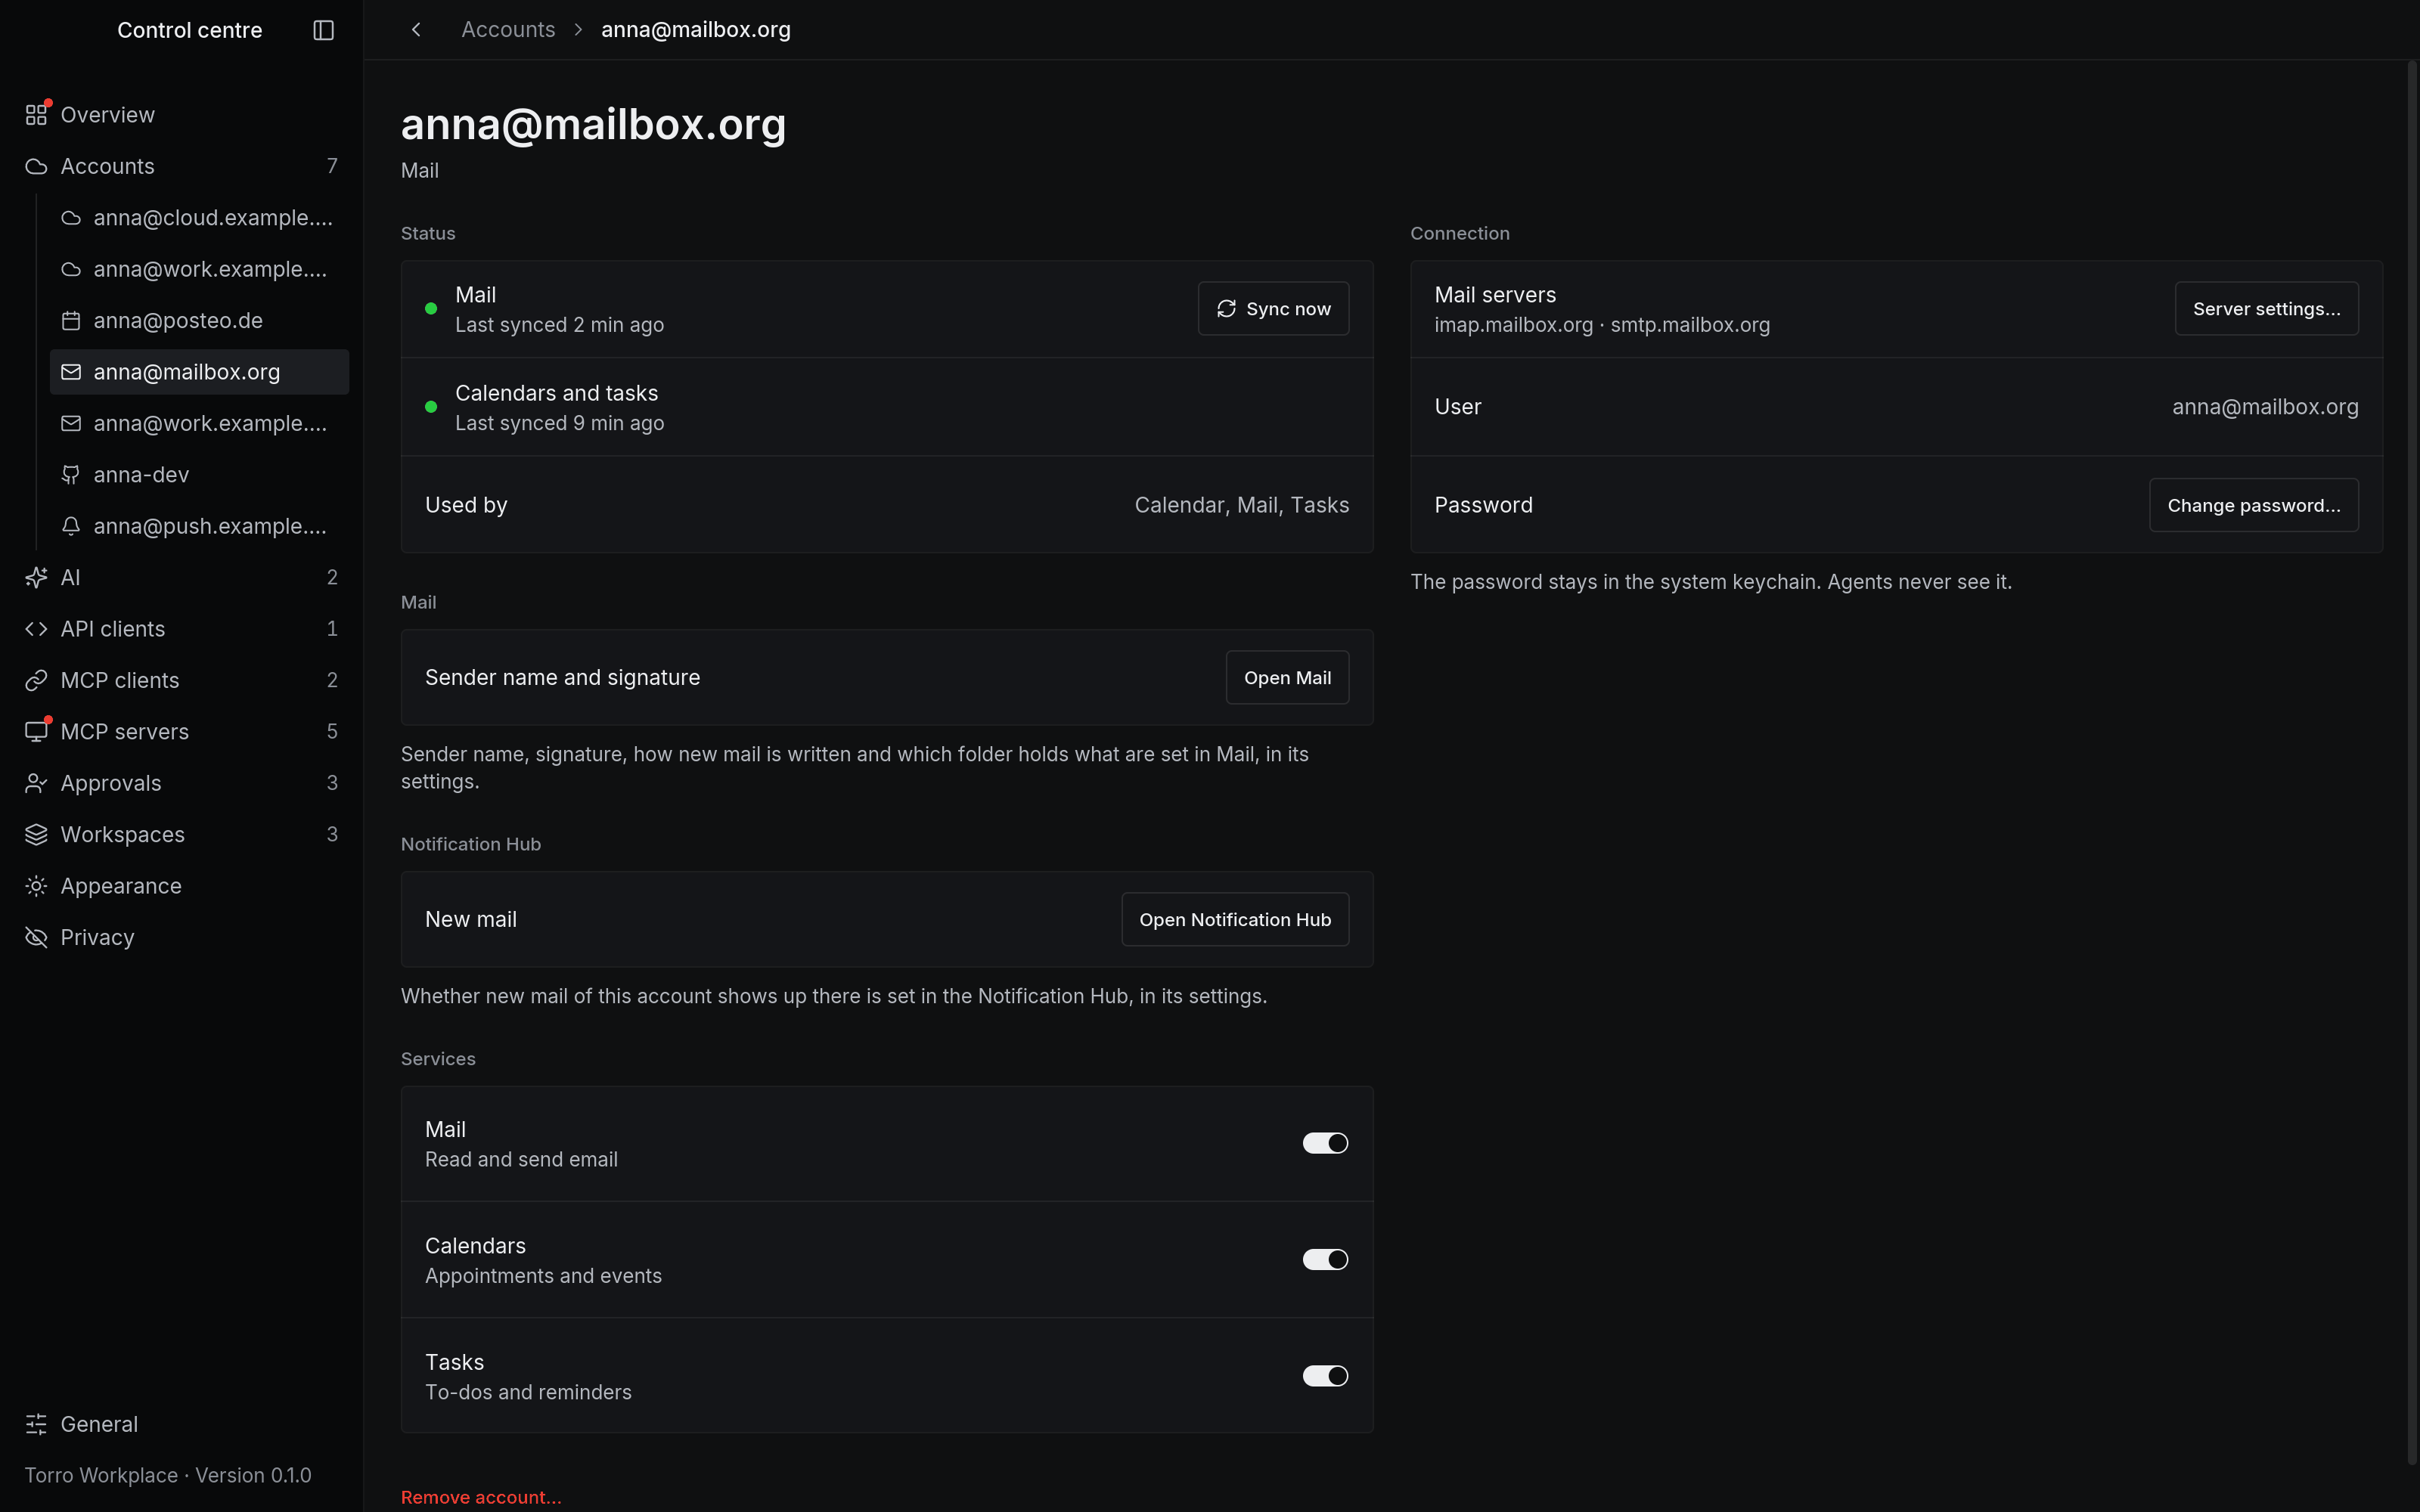 Control centre
Overview
Accounts 7
anna@cloud.example....
anna@work.example....
anna@posteo.de
anna@mailbox.org
anna@work.example....
anna-dev
anna@push.example....
AI 2
API clients 1
MCP clients 2
MCP servers 5
Approvals 3
Workspaces 3
Appearance
Privacy
General
Torro Workplace · Version 0.1.0
Accounts > anna@mailbox.org
anna@mailbox.org
Mail
Status
Mail
Last synced 2 min ago
Sync now
Calendars and tasks
Last synced 9 min ago
Used by
Calendar, Mail, Tasks
Mail
Sender name and signature
Open Mail
Sender name, signature, how new mail is written and which folder holds what are set in Mail, in its
settings.
Notification Hub
New mail
Open Notification Hub
Whether new mail of this account shows up there is set in the Notification Hub, in its settings.
Services
Mail
Read and send email
Calendars
Appointments and events
Tasks
To-dos and reminders
Remove account...
Connection
Mail servers
imap.mailbox.org · smtp.mailbox.org
Server settings...
User
anna@mailbox.org
Password
Change password...
The password stays in the system keychain. Agents never see it.